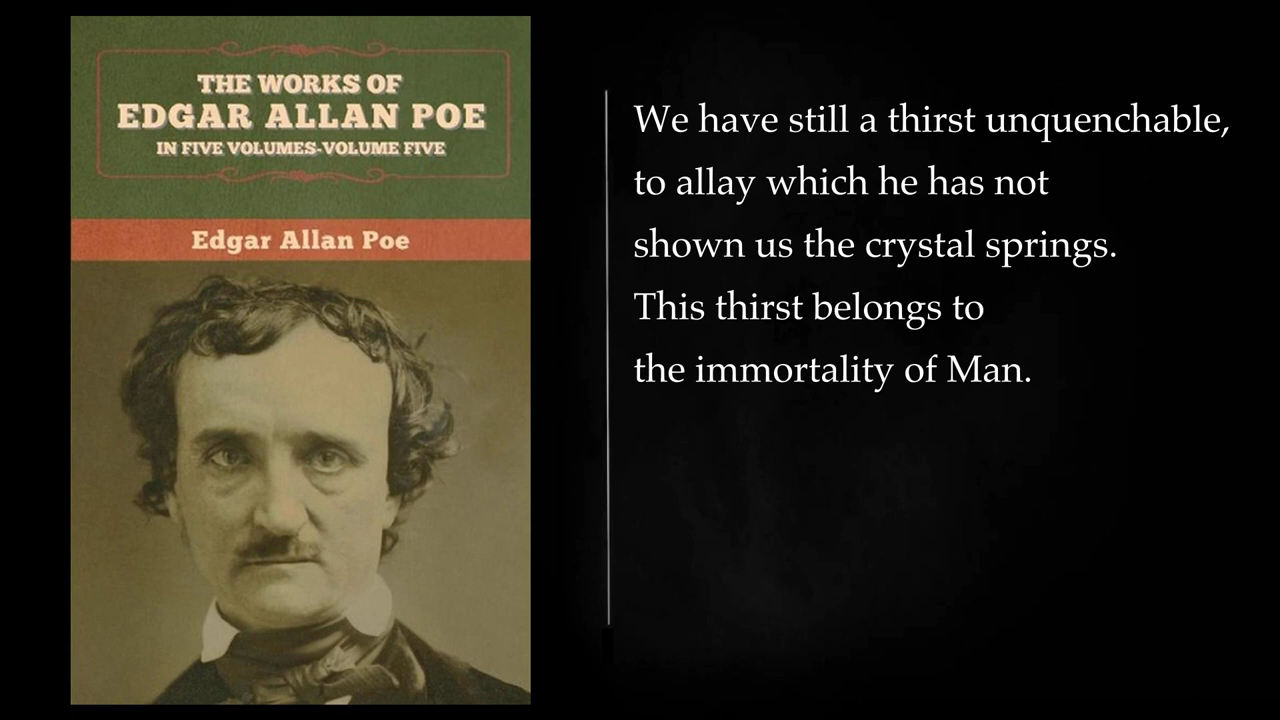 THE WORKS OF
EDGAR ALLAN POE
IN FIVE VOLUMES-VOLUME FIVE
Edgar Allan Poe
We have still a thirst unquenchable,
to allay which he has not
shown us the crystal springs.
This thirst belongs to
the immortality of Man.